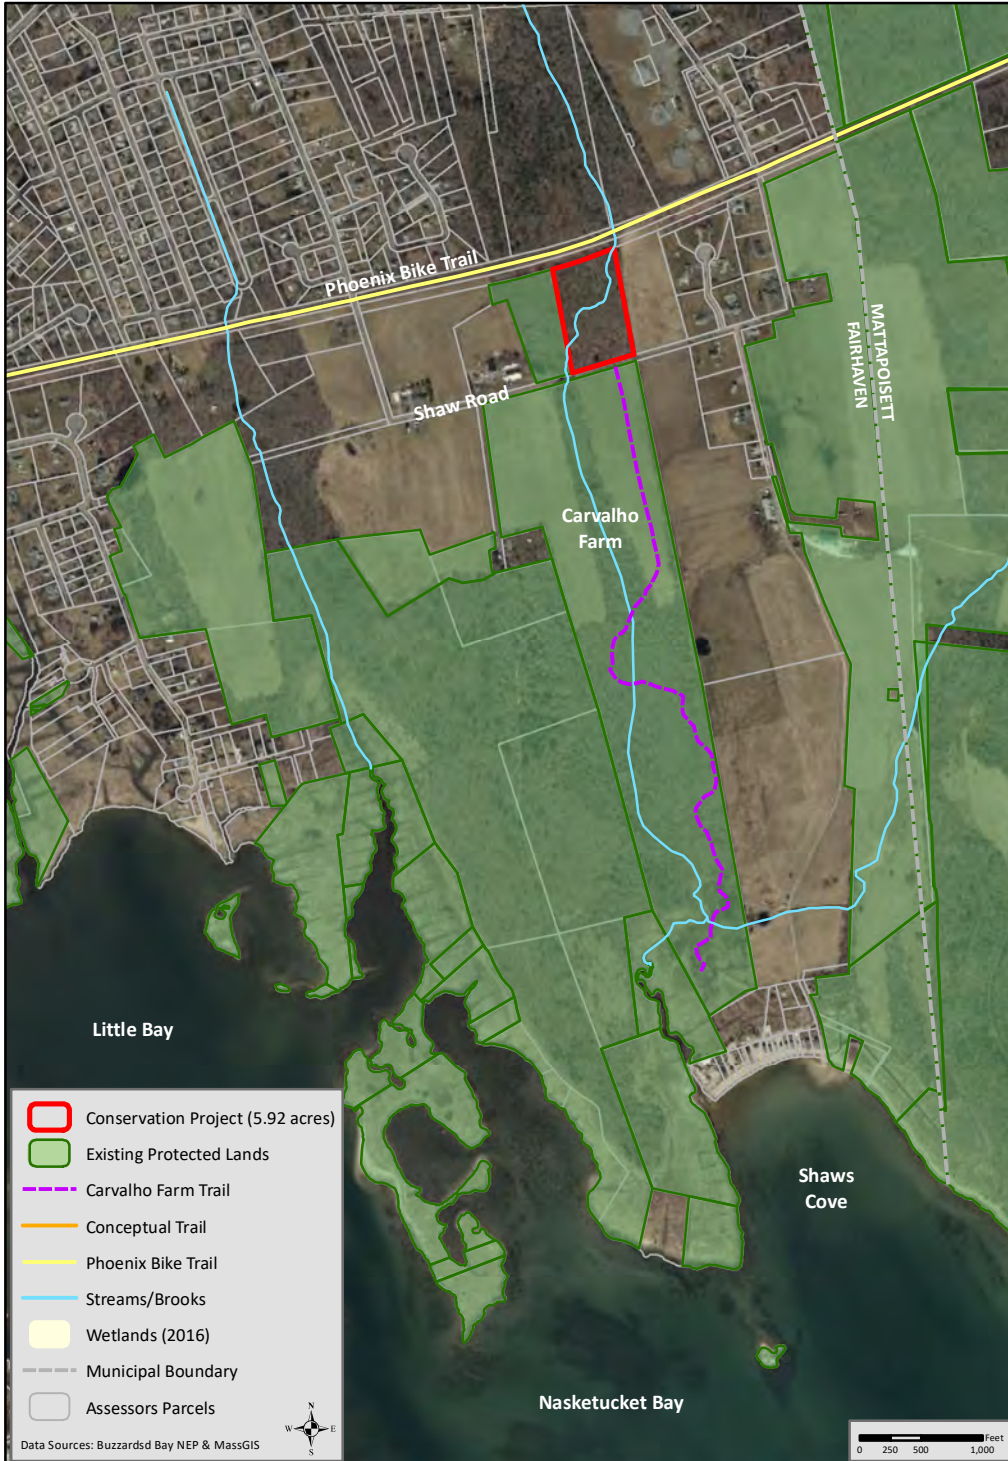 Phoenix Bike Trail
MATTAPOISETT
FAIRHAVEN
Shaw Road
Carvalho
Farm
Little Bay
Shaws
Cove
Nasketucket Bay
Conservation Project (5.92 acres)
Existing Protected Lands
Carvalho Farm Trail
Conceptual Trail
Phoenix Bike Trail
Streams/Brooks
Wetlands (2016)
Municipal Boundary
Assessors Parcels
N
W E
S
Data Sources: Buzzardsd Bay NEP & MassGIS
Feet
0 250 500 1,000